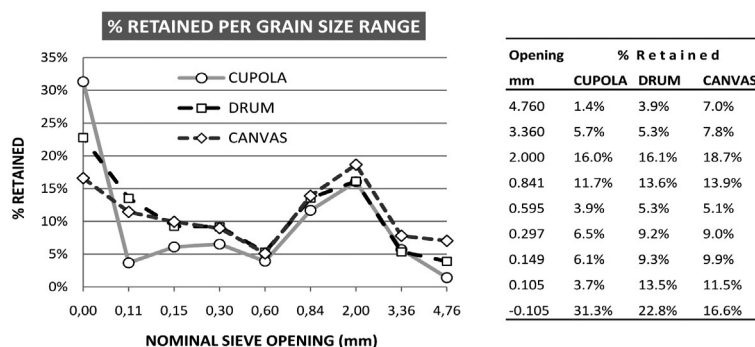 % RETAINED PER GRAIN SIZE RANGE
35%
30%
25%
20%
15%
10%
5%
0%
% RETAINED
CUPOLA
DRUM
CANVAS
0,00 0,11 0,15 0,30 0,60 0,84 2,00 3,36 4,76
NOMINAL SIEVE OPENING (mm)
Opening % Retained
mm CUPOLA DRUM CANVAS
4.760 1.4% 3.9% 7.0%
3.360 5.7% 5.3% 7.8%
2.000 16.0% 16.1% 18.7%
0.841 11.7% 13.6% 13.9%
0.595 3.9% 5.3% 5.1%
0.297 6.5% 9.2% 9.0%
0.149 6.1% 9.3% 9.9%
0.105 3.7% 13.5% 11.5%
-0.105 31.3% 22.8% 16.6%